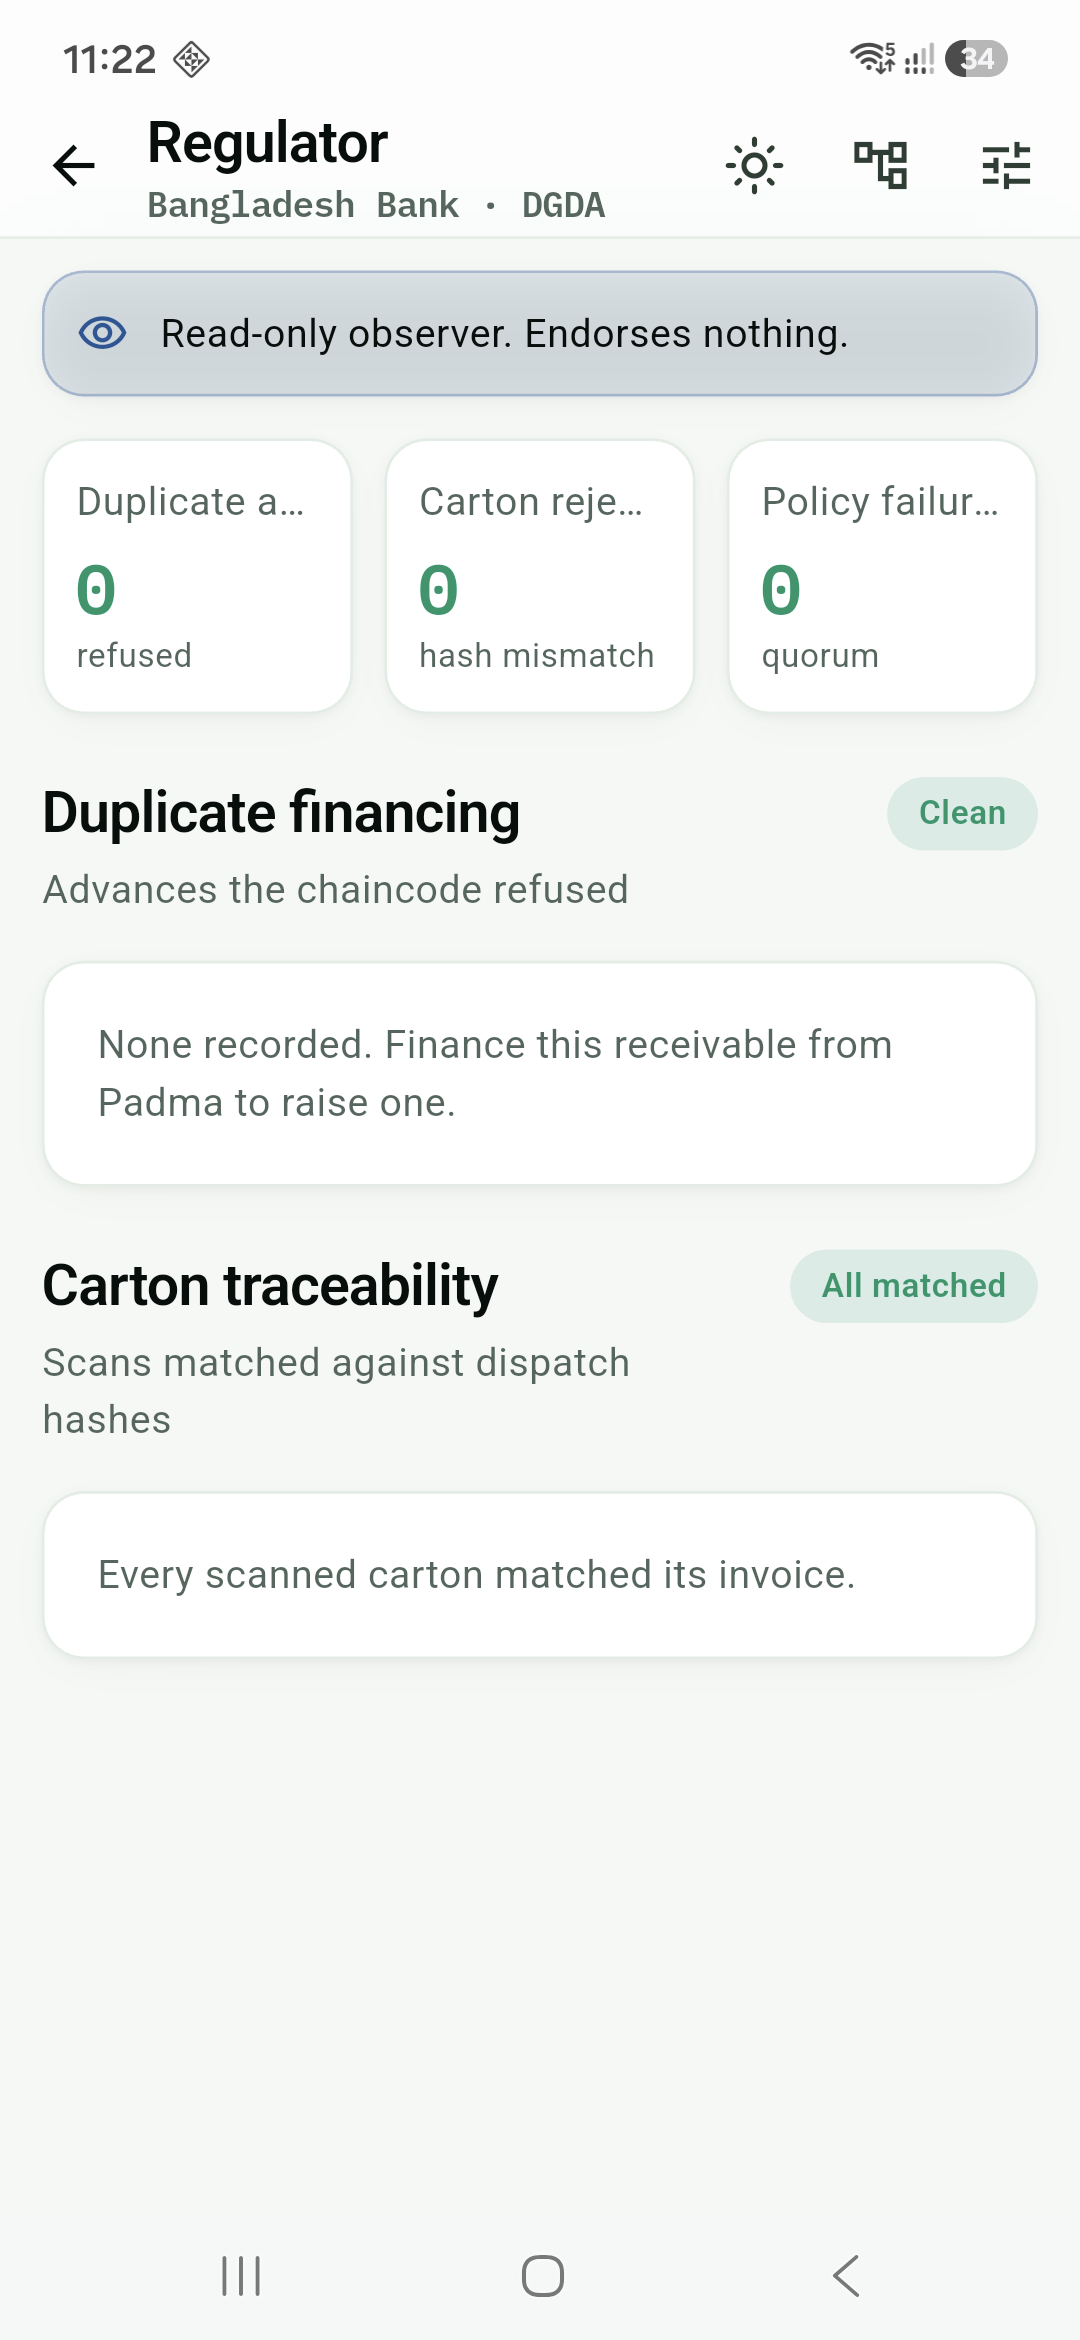 11:22
5
34
Regulator
Bangladesh Bank · DGDA
Read-only observer. Endorses nothing.
Duplicate a...
Carton reje...
Policy failur...
0
0
0
refused
hash mismatch
quorum
Duplicate financing
Clean
Advances the chaincode refused
None recorded. Finance this receivable from
Padma to raise one.
Carton traceability
All matched
Scans matched against dispatch
hashes
Every scanned carton matched its invoice.